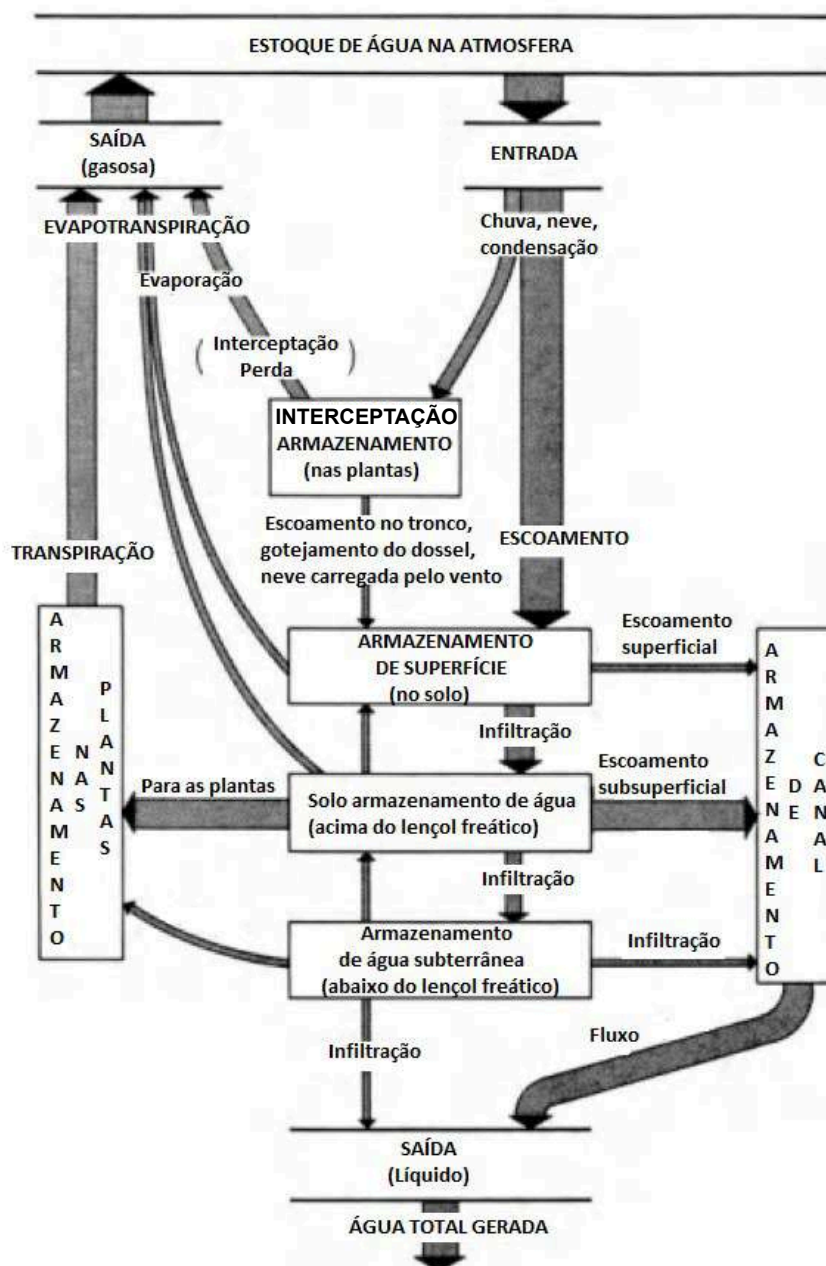 ESTOQUE DE ÁGUA NA ATMOSFERA
SAÍDA
(gasosa)
ENTRADA
EVAPOTRANSPIRAÇÃO
Chuva, neve,
condensação
Evaporação
(Interceptação
Perda)
INTERCEPTAÇÃO
ARMAZENAMENTO
(nas plantas)
Escoamento no tronco,
gotejamento do dossel,
neve carregada pelo vento
ESCOAMENTO
TRANSPIRAÇÃO
ARMAZENAMENTO
NAS
PLANTAS
ARMAZENAMENTO
DE SUPERFÍCIE
(no solo)
Escoamento
superficial
ARMAZENAMENTO
DE
CANAL
Infiltração
Para as plantas
Solo armazenamento de água
(acima do lençol freático)
Escoamento
subsuperficial
Infiltração
Armazenamento
de água subterrânea
(abaixo do lençol freático)
Infiltração
Infiltração
Fluxo
SAÍDA
(Líquido)
ÁGUA TOTAL GERADA